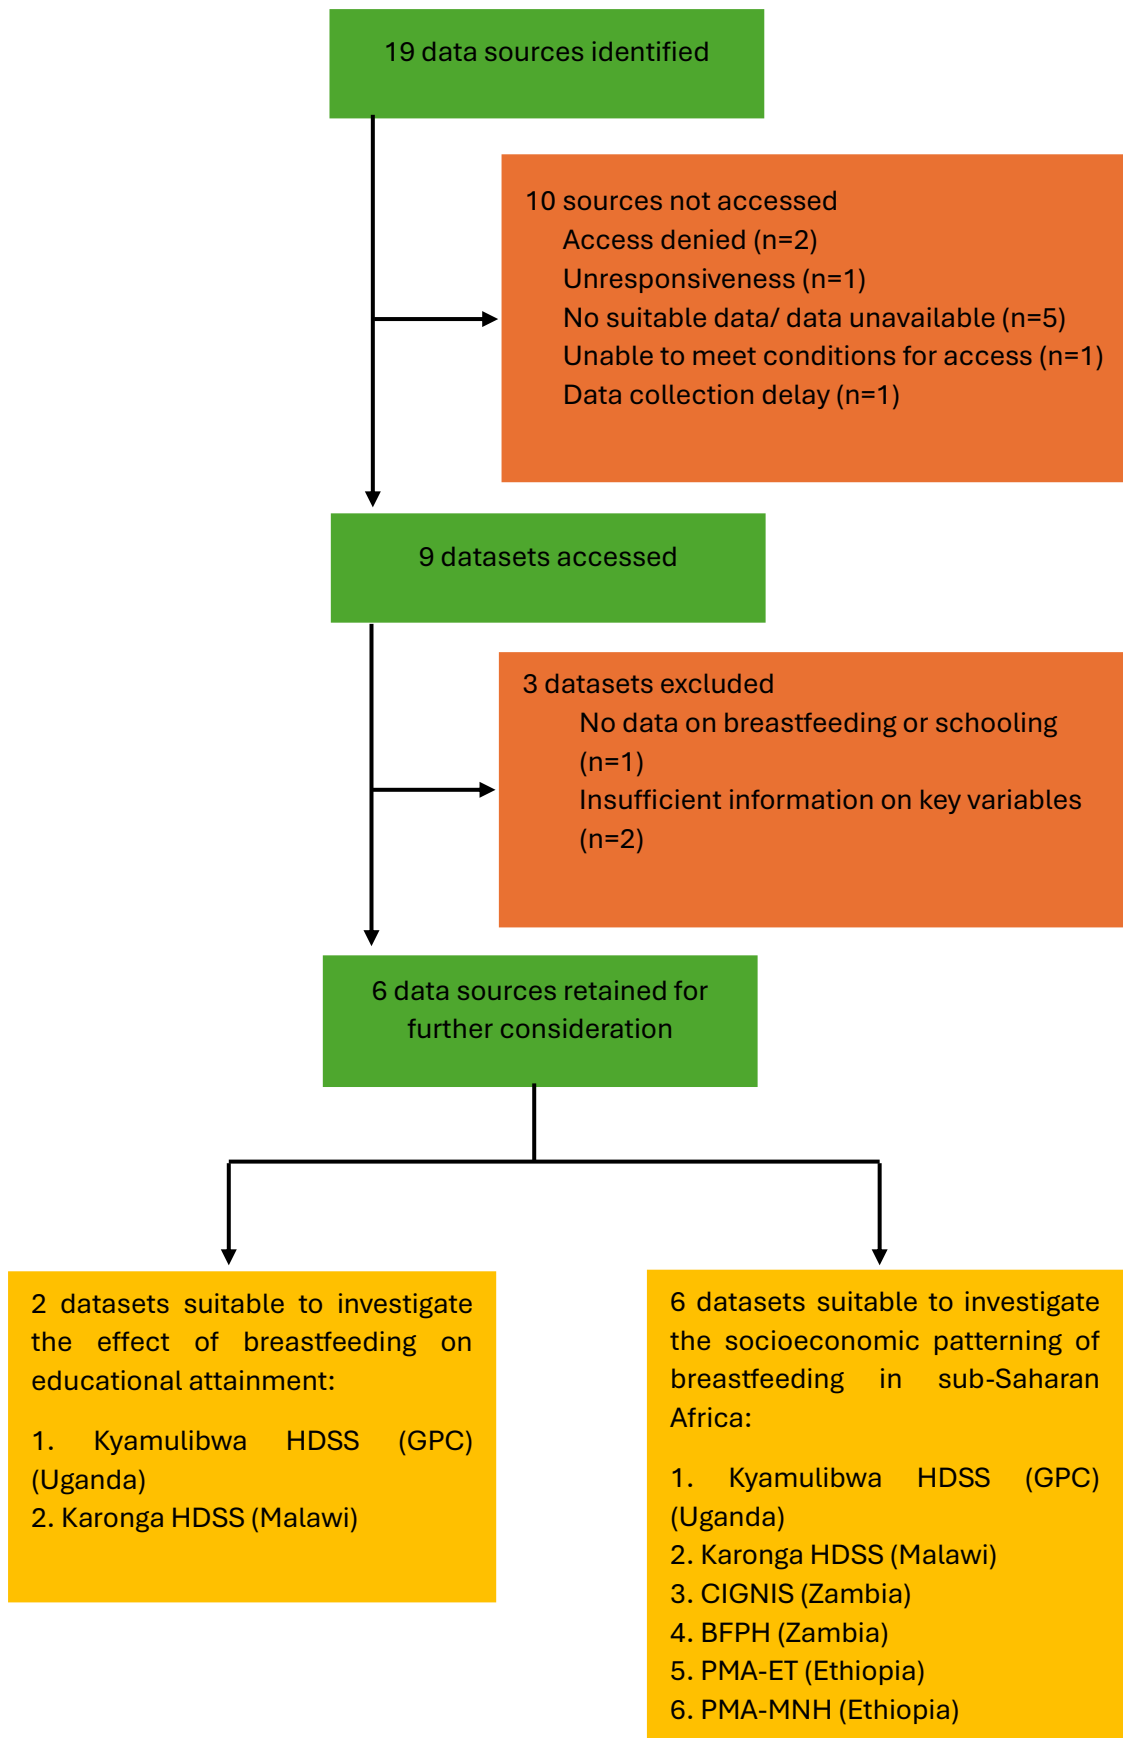 19 data sources identified
10 sources not accessed
Access denied (n=2)
Unresponsiveness (n=1)
No suitable data/ data unavailable (n=5)
Unable to meet conditions for access (n=1)
Data collection delay (n=1)
9 datasets accessed
3 datasets excluded
No data on breastfeeding or schooling
(n=1)
Insufficient information on key variables
(n=2)
6 data sources retained for
further consideration
2 datasets suitable to investigate
the effect of breastfeeding on
educational attainment:
1. Kyamulibwa HDSS (GPC)
(Uganda)
2. Karonga HDSS (Malawi)
6 datasets suitable to investigate
the socioeconomic patterning of
breastfeeding in sub-Saharan
Africa:
1. Kyamulibwa HDSS (GPC)
(Uganda)
2. Karonga HDSS (Malawi)
3. CIGNIS (Zambia)
4. BFPH (Zambia)
5. PMA-ET (Ethiopia)
6. PMA-MNH (Ethiopia)